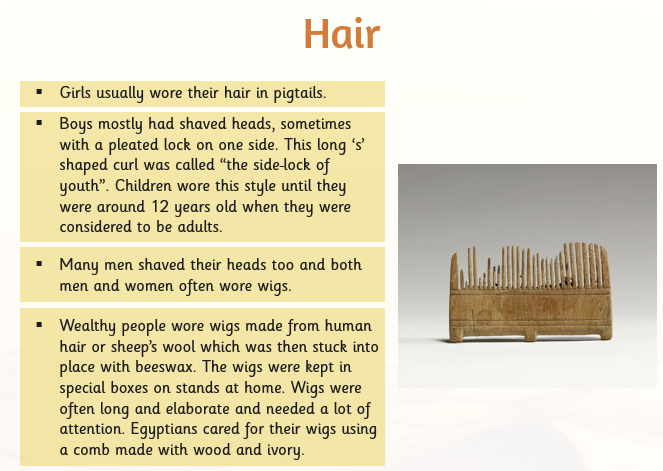 Hair
▪ Girls usually wore their hair in pigtails.
▪ Boys mostly had shaved heads, sometimes
with a pleated lock on one side. This long ‘s’
shaped curl was called “the side-lock of
youth”. Children wore this style until they
were around 12 years old when they were
considered to be adults.
▪ Many men shaved their heads too and both
men and women often wore wigs.
▪ Wealthy people wore wigs made from human
hair or sheep’s wool which was then stuck into
place with beeswax. The wigs were kept in
special boxes on stands at home. Wigs were
often long and elaborate and needed a lot of
attention. Egyptians cared for their wigs using
a comb made with wood and ivory.